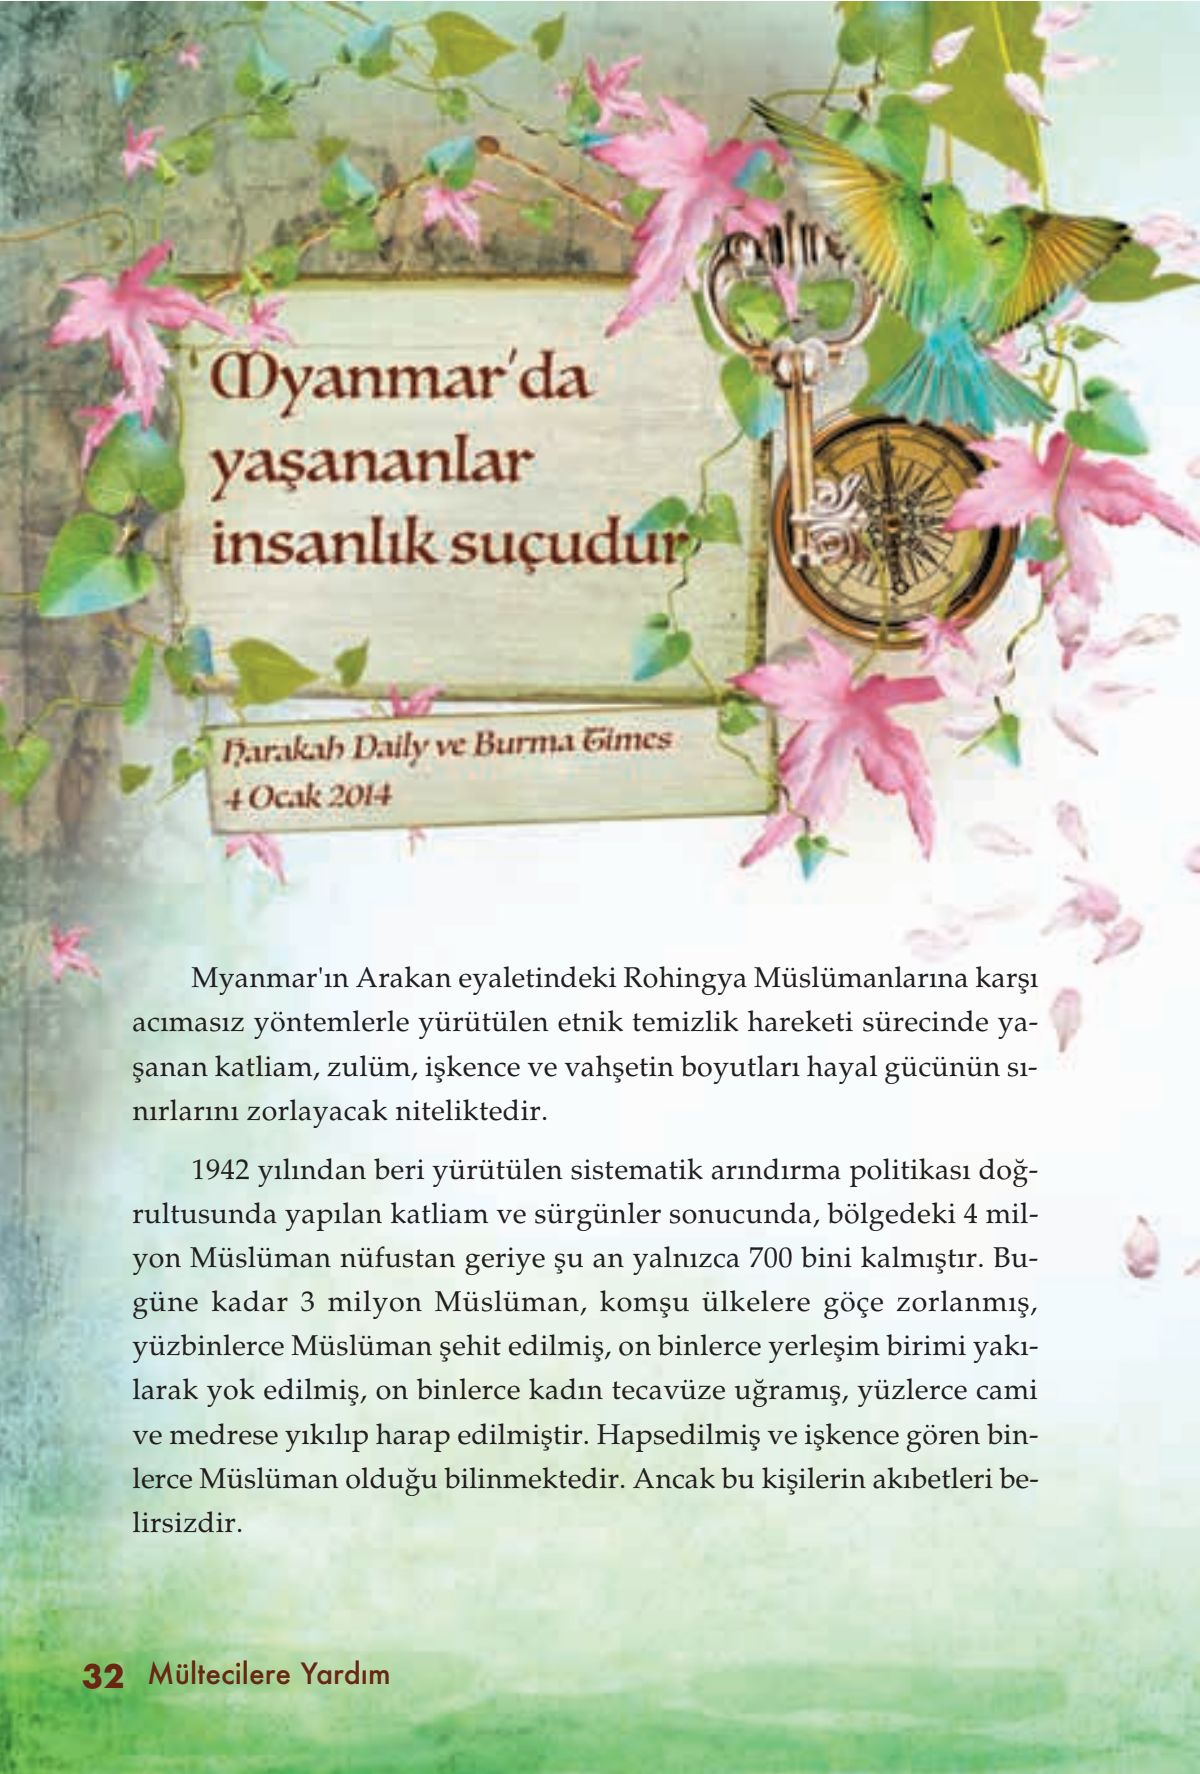 Myanmar'da
yaşananlar
insanlık suçudur
Harakah Daily ve Burma Times
4 Ocak 2014
Myanmar'ın Arakan eyaletindeki Rohingya Müslümanlarına karşı
acımasız yöntemlerle yürütülen etnik temizlik hareketi sürecinde ya-
şanan katliam, zulüm, işkence ve vahşetin boyutları hayal gücünün sı-
nırlarını zorlayacak niteliktedir.
1942 yılından beri yürütülen sistematik arındırma politikası doğ-
rultusunda yapılan katliam ve sürgünler sonucunda, bölgedeki 4 mil-
yon Müslüman nüfustan geriye şu an yalnızca 700 bini kalmıştır. Bu-
güne kadar 3 milyon Müslüman, komşu ülkelere göçe zorlanmış,
yüzbinlerce Müslüman şehit edilmiş, on binlerce yerleşim birimi yakı-
larak yok edilmiş, on binlerce kadın tecavüze uğramış, yüzlerce cami
ve medrese yıkılıp harap edilmiştir. Hapsedilmiş ve işkence gören bin-
lerce Müslüman olduğu bilinmektedir. Ancak bu kişilerin akıbetleri be-
lirsizdir.
32 Mültecilere Yardım